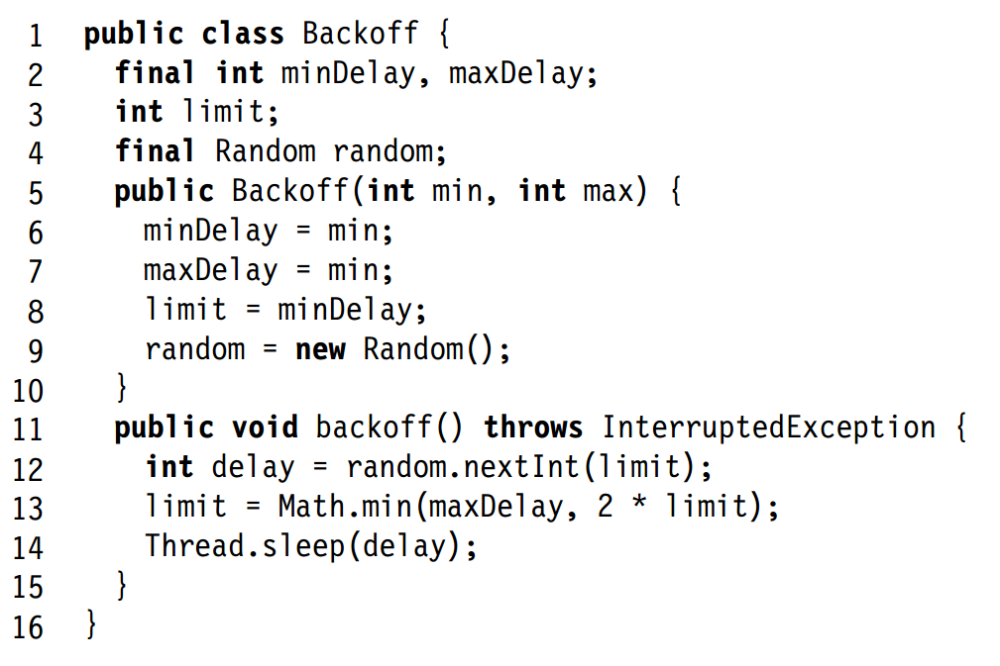 1 public class Backoff {
2 final int minDelay, maxDelay;
3 int limit;
4 final Random random;
5 public Backoff(int min, int max) {
6 minDelay = min;
7 maxDelay = min;
8 limit = minDelay;
9 random = new Random();
10 }
11 public void backoff() throws InterruptedException {
12 int delay = random.nextInt(limit);
13 limit = Math.min(maxDelay, 2 * limit);
14 Thread.sleep(delay);
15 }
16 }